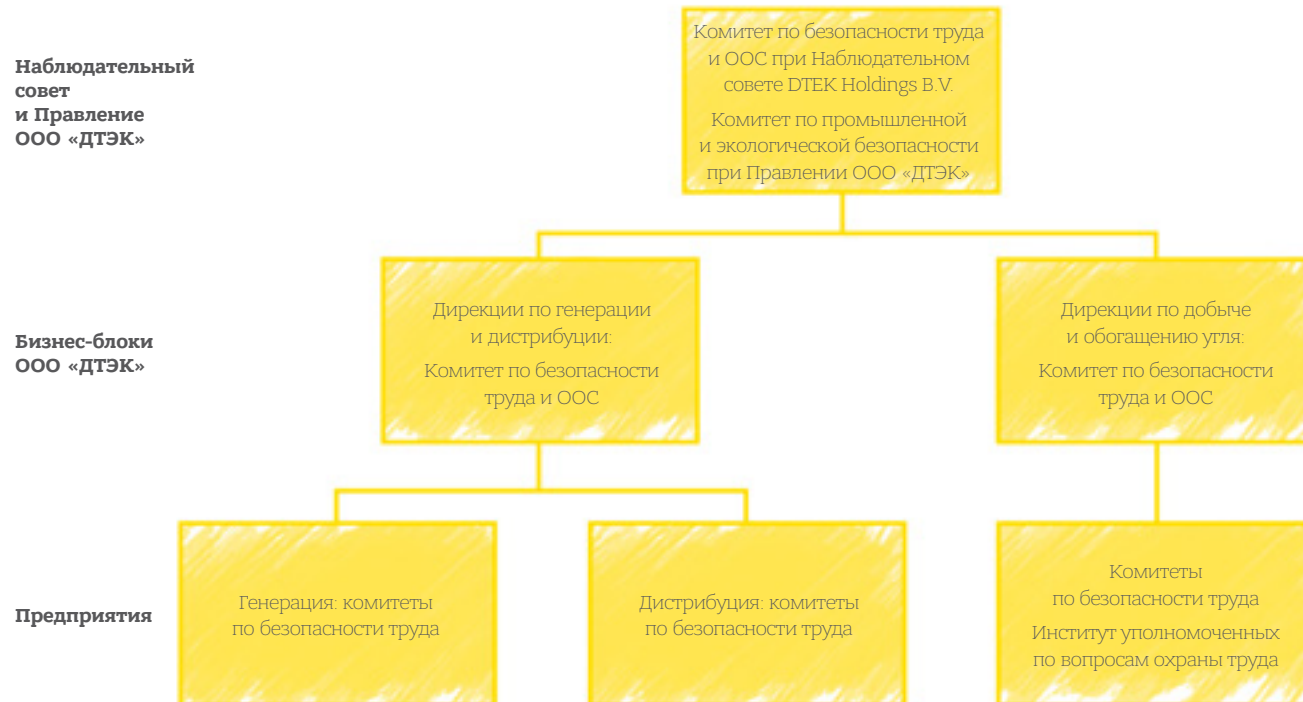 Наблюдательный
совет
и Правление
ООО «ДТЭК»
Комитет по безопасности труда
и ООС при Наблюдательном
совете DTEK Holdings B.V.
Комитет по промышленной
и экологической безопасности
при Правлении ООО «ДТЭК»
Бизнес-блоки
ООО «ДТЭК»
Дирекции по генерации
и дистрибуции:
Комитет по безопасности
труда и ООС
Дирекции по добыче
и обогащению угля:
Комитет по безопасности
труда и ООС
Предприятия
Генерация: комитеты
по безопасности труда
Дистрибуция: комитеты
по безопасности труда
Комитеты
по безопасности труда
Институт уполномоченных
по вопросам охраны труда